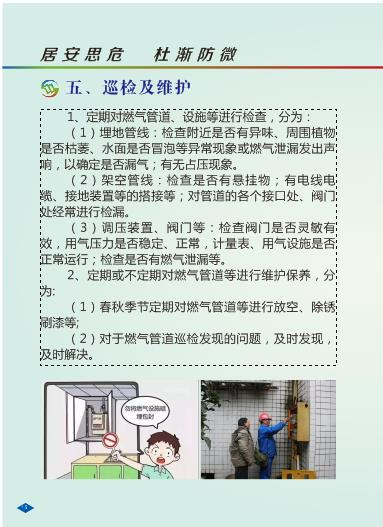 居安思危 杜渐防微
五、巡检及维护
1、定期对燃气管道、设施等进行检查，分为：
（1）埋地管线：检查附近是否有异味、周围植物
是否枯萎、水面是否冒泡等异常现象或燃气泄漏发出声
响，以确定是否漏气；有无占压现象。
（2）架空管线：检查是否有悬挂物；有电线电
缆、接地装置等的搭接等；对管道的各个接口处、阀门
处经常进行检漏。
（3）调压装置、阀门等：检查阀门是否灵敏有
效，用气压力是否稳定、正常，计量表、用气设施是否
正常运行；检查是否有燃气泄漏等。
2、定期或不定期对燃气管道等进行维护保养，分
为:
（1）春秋季节定期对燃气管道等进行放空、除锈
刷漆等;
（2）对于燃气管道巡检发现的问题，及时发现，
及时解决。
勿将燃气设施暗
埋包封